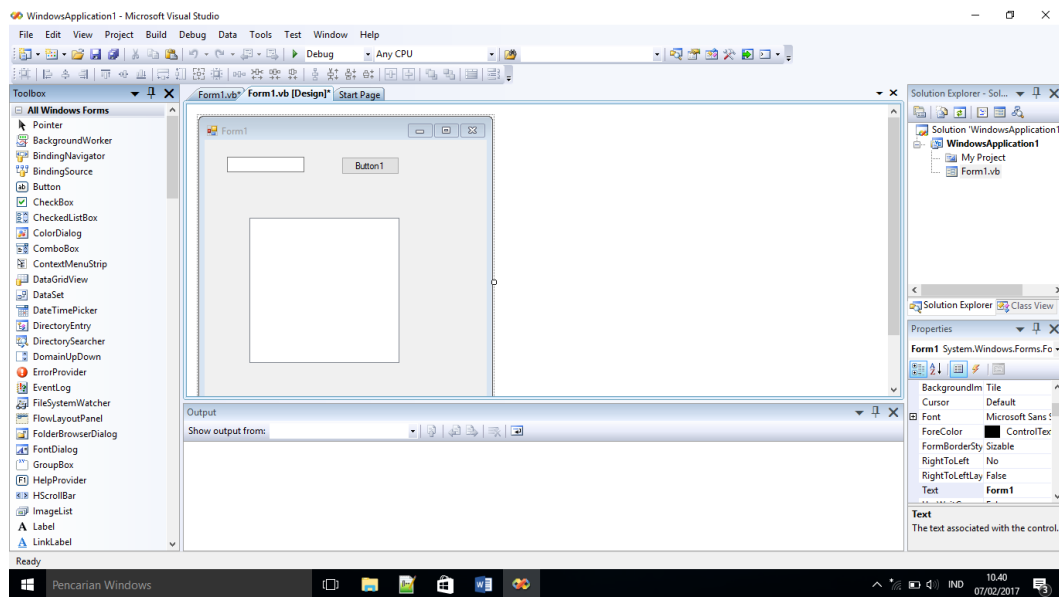 WindowsApplication1 - Microsoft Visual Studio
File Edit View Project Build Debug Data Tools Test Window Help
Debug Any CPU
Toolbox
All Windows Forms
Pointer
BackgroundWorker
BindingNavigator
BindingSource
Button
CheckBox
CheckedListBox
ColorDialog
ComboBox
ContextMenuStrip
DataGridView
DataSet
DateTimePicker
DirectoryEntry
DirectorySearcher
DomainUpDown
ErrorProvider
EventLog
FileSystemWatcher
FlowLayoutPanel
FolderBrowserDialog
FontDialog
GroupBox
HelpProvider
HScrollBar
ImageList
Label
LinkLabel
Form1.vb* Form1.vb [Design]* Start Page
Form1
Button1
Output
Show output from:
Solution Explorer - Sol...
Solution 'WindowsApplication1
WindowsApplication1
My Project
Form1.vb
Solution Explorer Class View
Properties
Form1 System.Windows.Forms.Fo
BackgroundIm Tile
Cursor Default
Font Microsoft Sans S
ForeColor ControlTex
FormBorderSty Sizable
RightToLeft No
RightToLeftLay False
Text Form1
Text
The text associated with the control.
Ready
Pencarian Windows
IND
10.40
07/02/2017
3